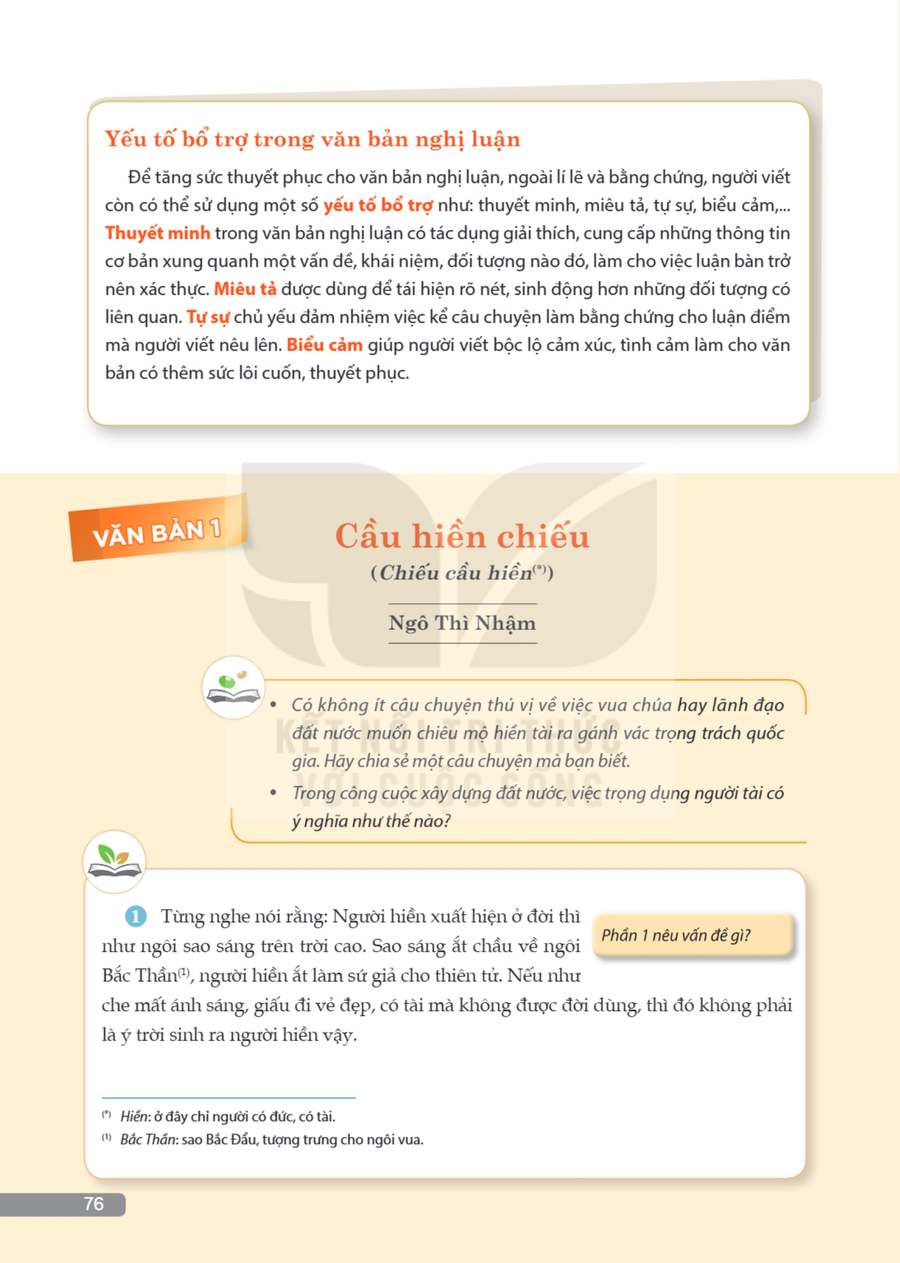 Yếu tố bổ trợ trong văn bản nghị luận
Để tăng sức thuyết phục cho văn bản nghị luận, ngoài lí lẽ và bằng chứng, người viết
còn có thể sử dụng một số yếu tố bổ trợ như: thuyết minh, miêu tả, tự sự, biểu cảm,...
Thuyết minh trong văn bản nghị luận có tác dụng giải thích, cung cấp những thông tin
cơ bản xung quanh một vấn đề, khái niệm, đối tượng nào đó, làm cho việc luận bàn trở
nên xác thực. Miêu tả được dùng để tái hiện rõ nét, sinh động hơn những đối tượng có
liên quan. Tự sự chủ yếu đảm nhiệm việc kể câu chuyện làm bằng chứng cho luận điểm
mà người viết nêu lên. Biểu cảm giúp người viết bộc lộ cảm xúc, tình cảm làm cho văn
bản có thêm sức lôi cuốn, thuyết phục.
VĂN BẢN 1
Cầu hiền chiếu
(Chiếu cầu hiền(*))
Ngô Thì Nhậm
• Có không ít câu chuyện thú vị về việc vua chúa hay lãnh đạo
đất nước muốn chiêu mộ hiền tài ra gánh vác trọng trách quốc
gia. Hãy chia sẻ một câu chuyện mà bạn biết.
• Trong công cuộc xây dựng đất nước, việc trọng dụng người tài có
ý nghĩa như thế nào?
KẾT NỐI TRI THỨC
VỚI CUỘC SỐNG
1 Từng nghe nói rằng: Người hiền xuất hiện ở đời thì
như ngôi sao sáng trên trời cao. Sao sáng ắt chầu về ngôi
Bắc Thần(1), người hiền ắt làm sứ giả cho thiên tử. Nếu như
che mất ánh sáng, giấu đi vẻ đẹp, có tài mà không được đời dùng, thì đó không phải
là ý trời sinh ra người hiền vậy.
Phần 1 nêu vấn đề gì?
(*) Hiền: ở đây chỉ người có đức, có tài.
(1) Bắc Thần: sao Bắc Đẩu, tượng trưng cho ngôi vua.
76